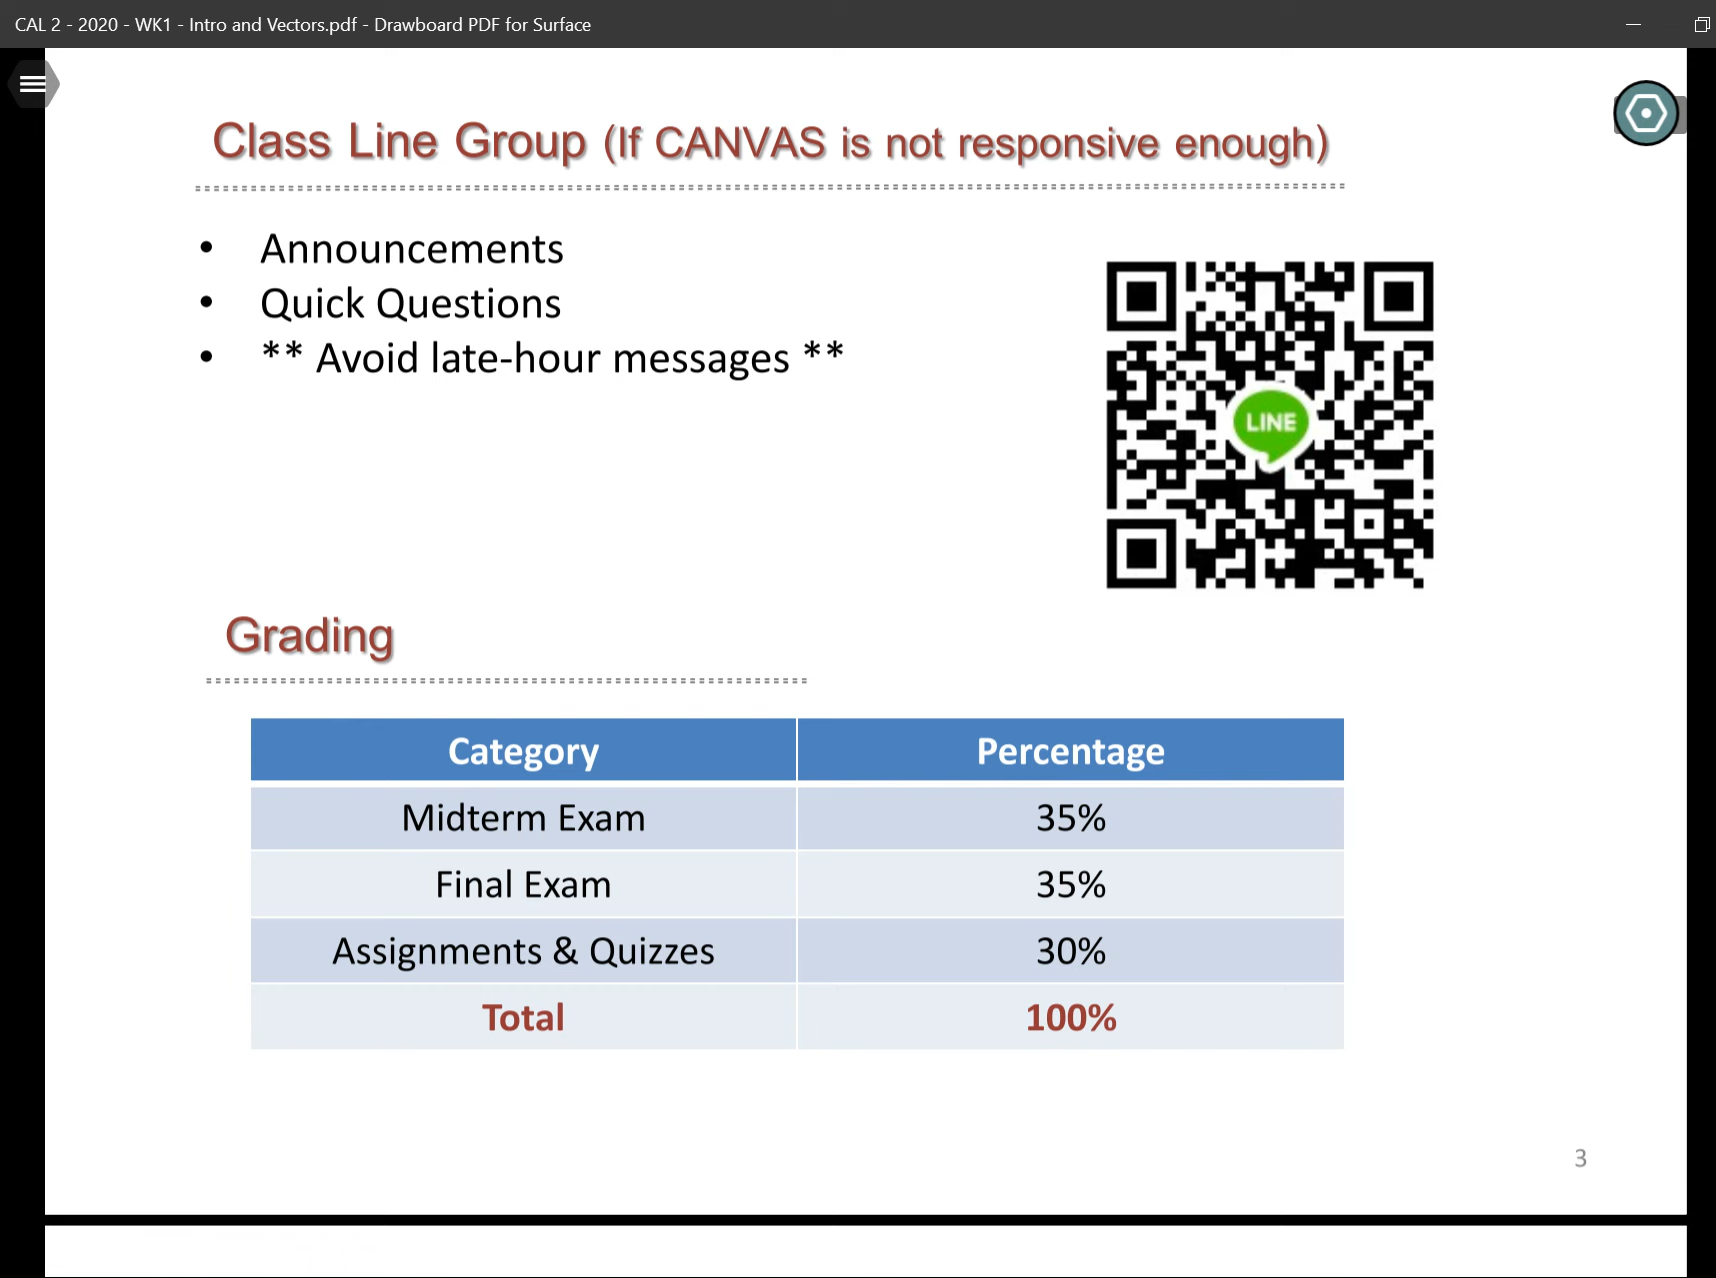 CAL 2 - 2020 - WK1 - Intro and Vectors.pdf - Drawboard PDF for Surface
Class Line Group (If CANVAS is not responsive enough)
• Announcements
• Quick Questions
• ** Avoid late-hour messages **
LINE
Grading
Category Percentage
Midterm Exam 35%
Final Exam 35%
Assignments & Quizzes 30%
Total 100%
3